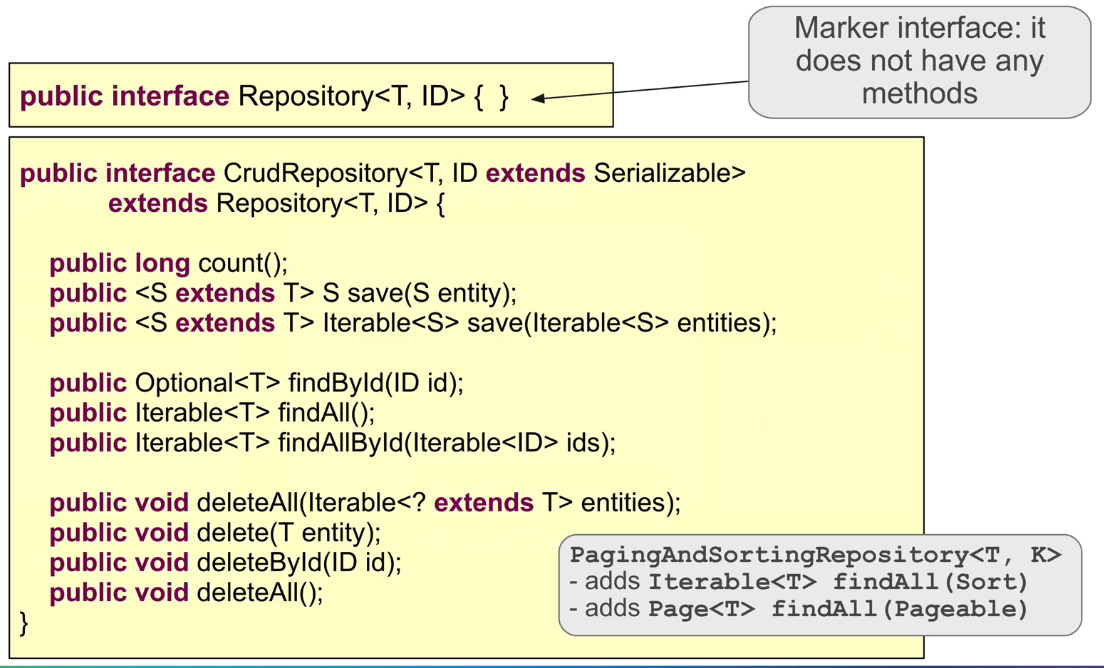 Marker interface: it
does not have any
methods
public interface Repository<T, ID> {  }
public interface CrudRepository<T, ID extends Serializable>
extends Repository<T, ID> {
public long count();
public <S extends T> S save(S entity);
public <S extends T> Iterable<S> save(Iterable<S> entities);
public Optional<T> findById(ID id);
public Iterable<T> findAll();
public Iterable<T> findAllById(Iterable<ID> ids);
public void deleteAll(Iterable<? extends T> entities);
public void delete(T entity);
public void deleteById(ID id);
public void deleteAll();
}
PagingAndSortingRepository<T, K>
- adds Iterable<T> findAll(Sort)
- adds Page<T> findAll(Pageable)